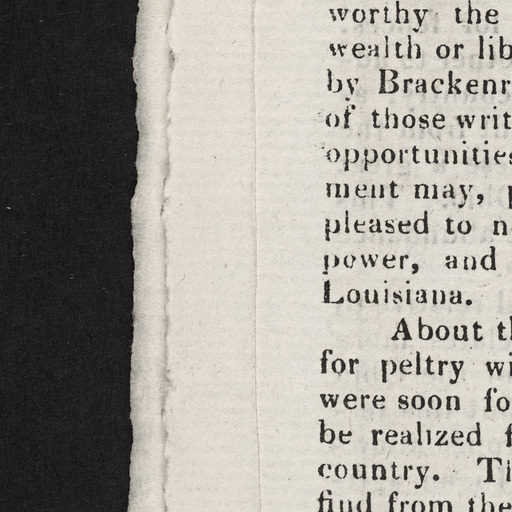 worthy the
wealth or lib
by Brackenr
of those writ
opportunities
ment may, p
pleased to n
power, and
Louisiana.
About th
for peltry wi
were soon fo
be realized f
country. Th
find from the